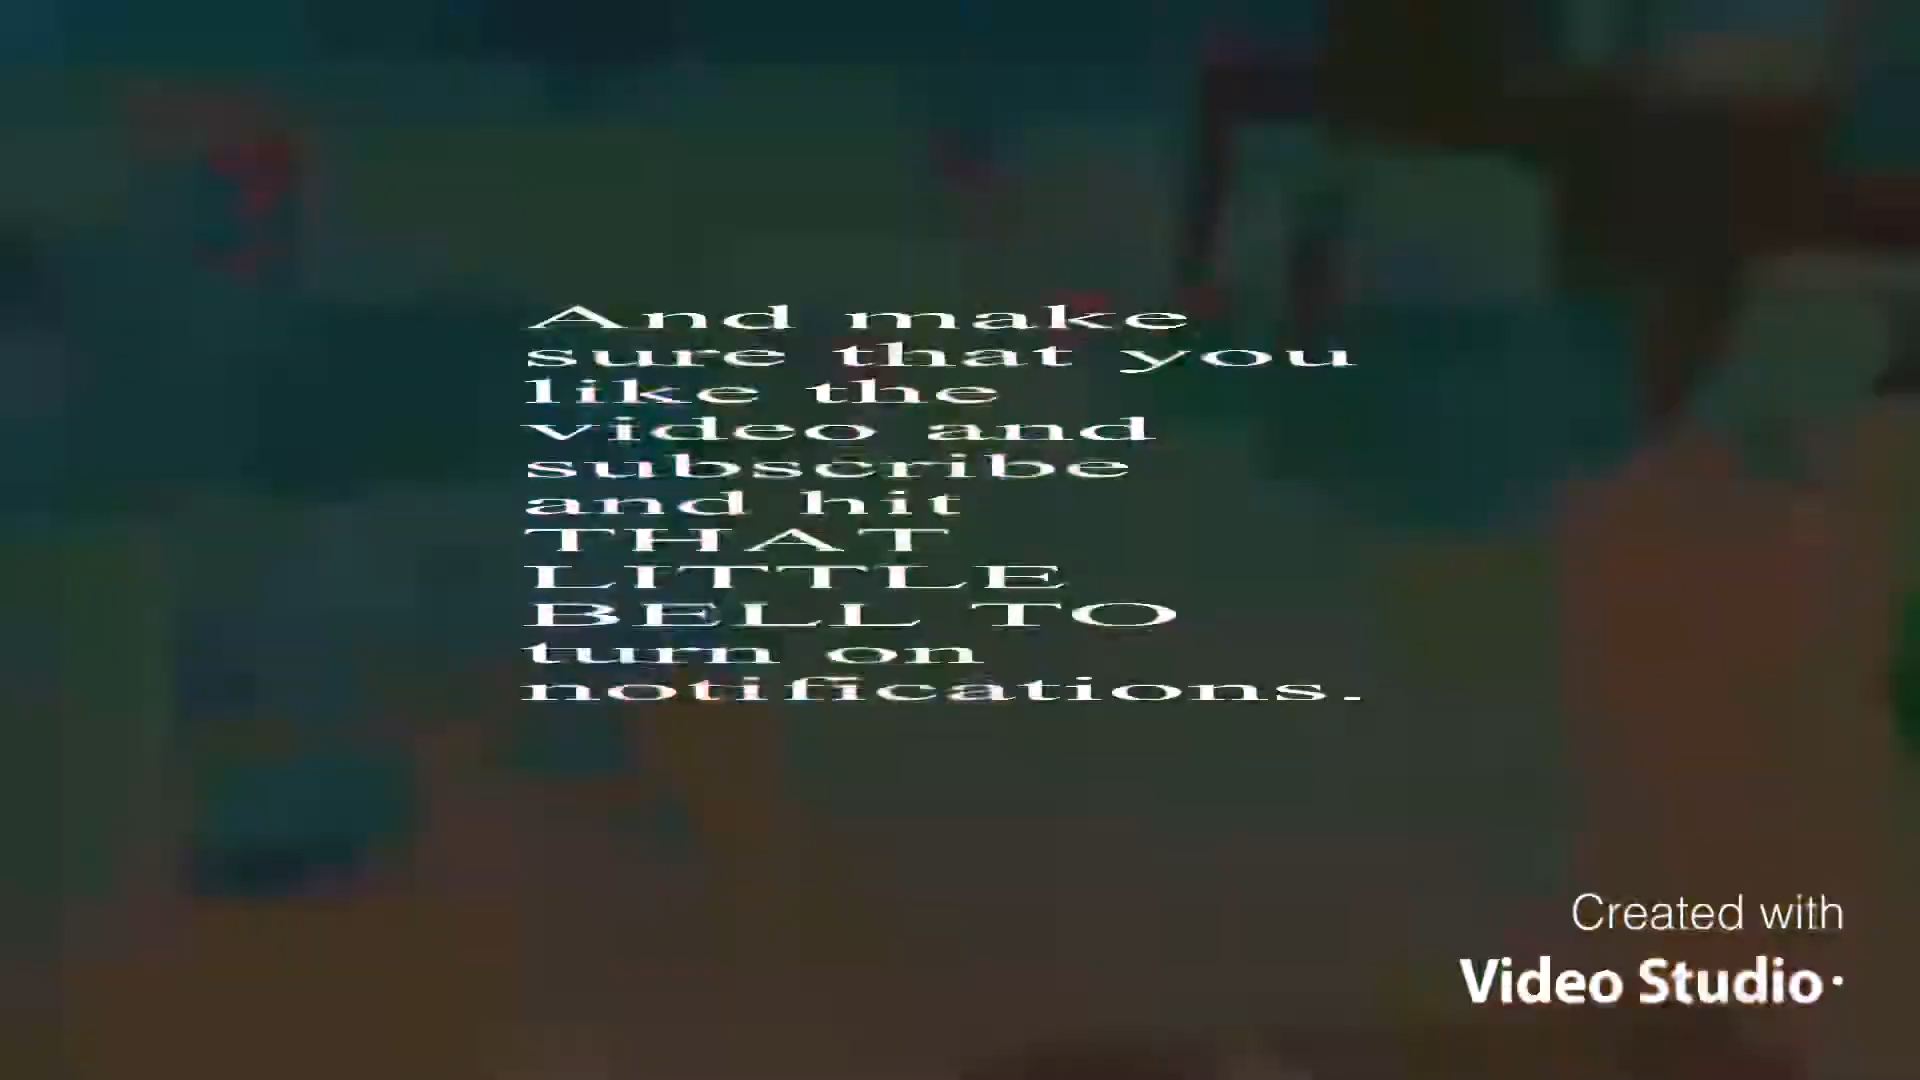 And make
sure that you
like the
video and
subscribe
and hit
THAT
LITTLE
BELL TO
turn on
notifications.
Created with
Video Studio·